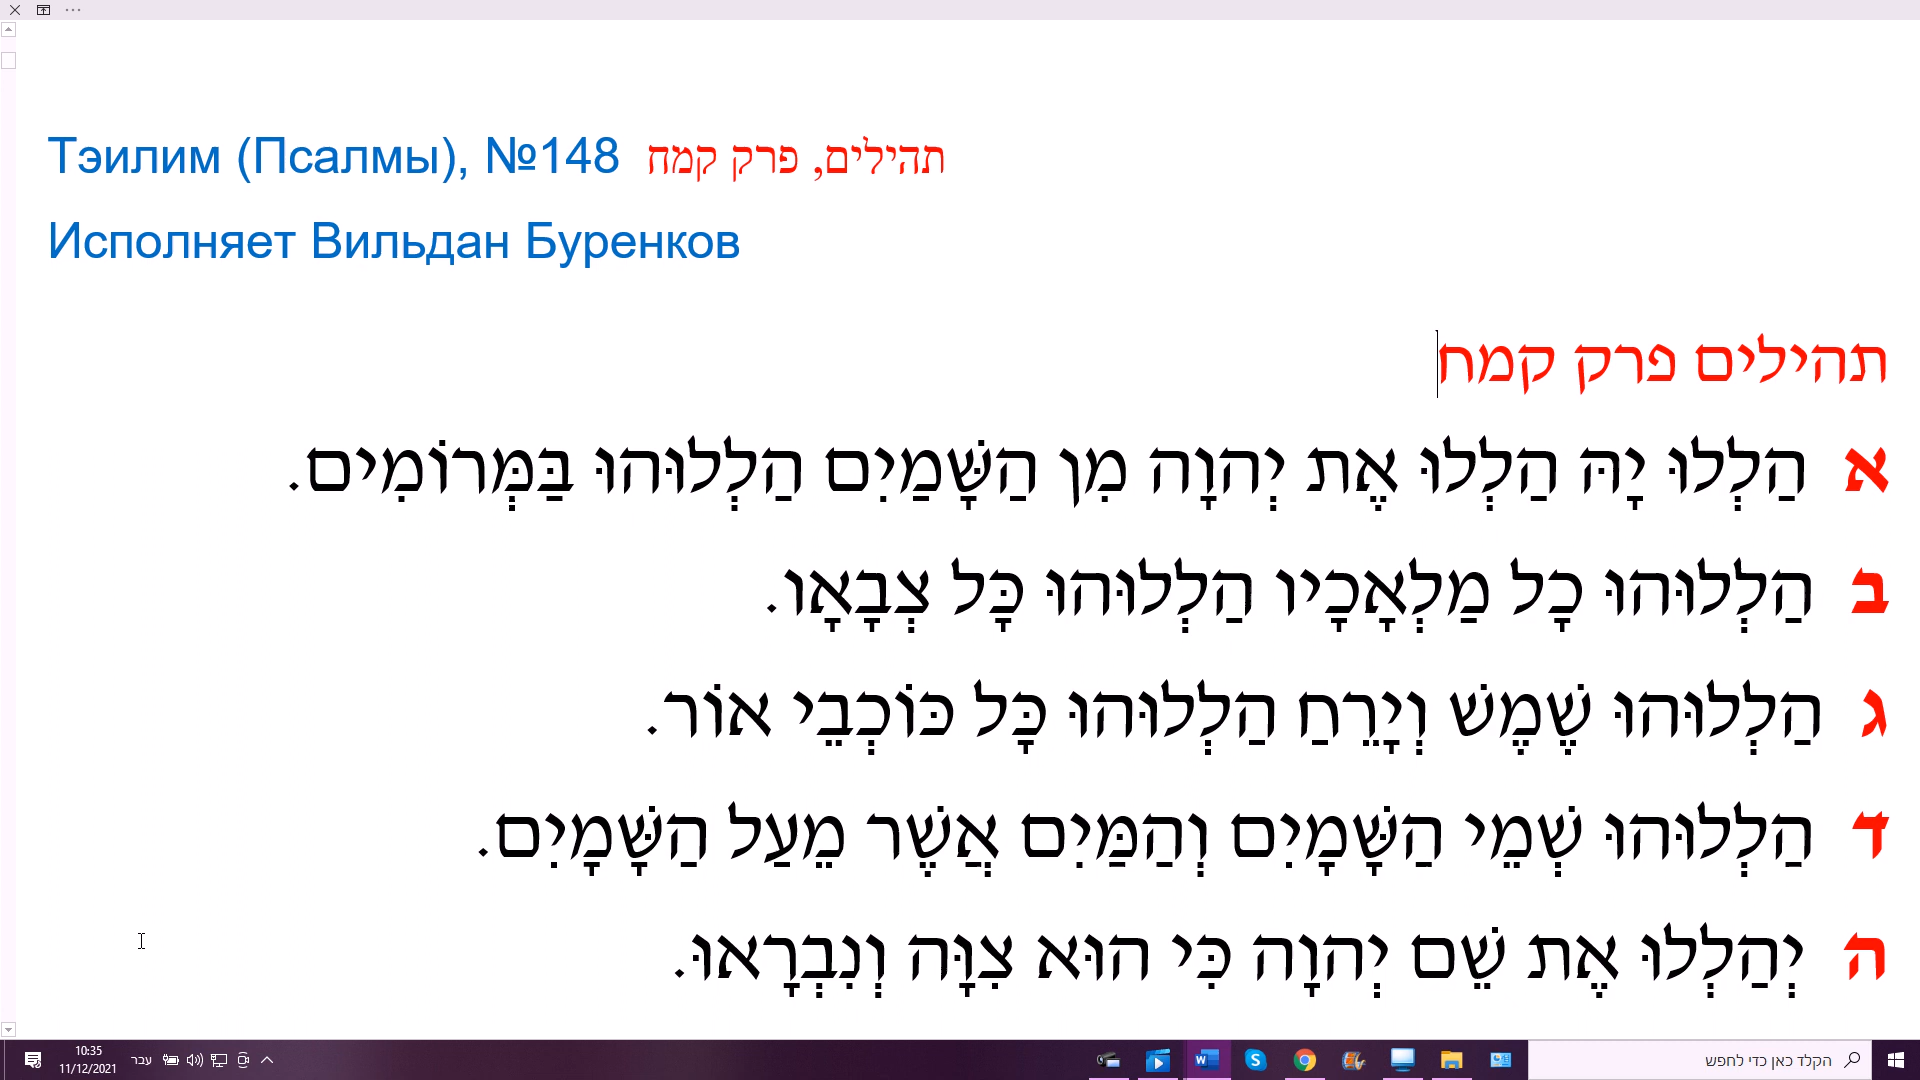 Тэилим (Псалмы), №148 תהילים, פרק קמח
Исполняет Вильдан Буренков
תהילים פרק קמח
א הַלְלוּ יָהּ הַלְלוּ אֶת יְהוָה מִן הַשָּׁמַיִם הַלְלוּהוּ בַּמְּרוֹמִים.
ב הַלְלוּהוּ כָל מַלְאָכָיו הַלְלוּהוּ כָּל צְבָאָו.
ג הַלְלוּהוּ שֶׁמֶשׁ וְיָרֵחַ הַלְלוּהוּ כָּל כּוֹכְבֵי אוֹר.
ד הַלְלוּהוּ שְׁמֵי הַשָּׁמָיִם וְהַמַּיִם אֲשֶׁר מֵעַל הַשָּׁמָיִם.
ה יְהַלְלוּ אֶת שֵׁם יְהוָה כִּי הוּא צִוָּה וְנִבְרָאוּ.
10:35
11/12/2021
עבר
הקלד כאן כדי לחפש